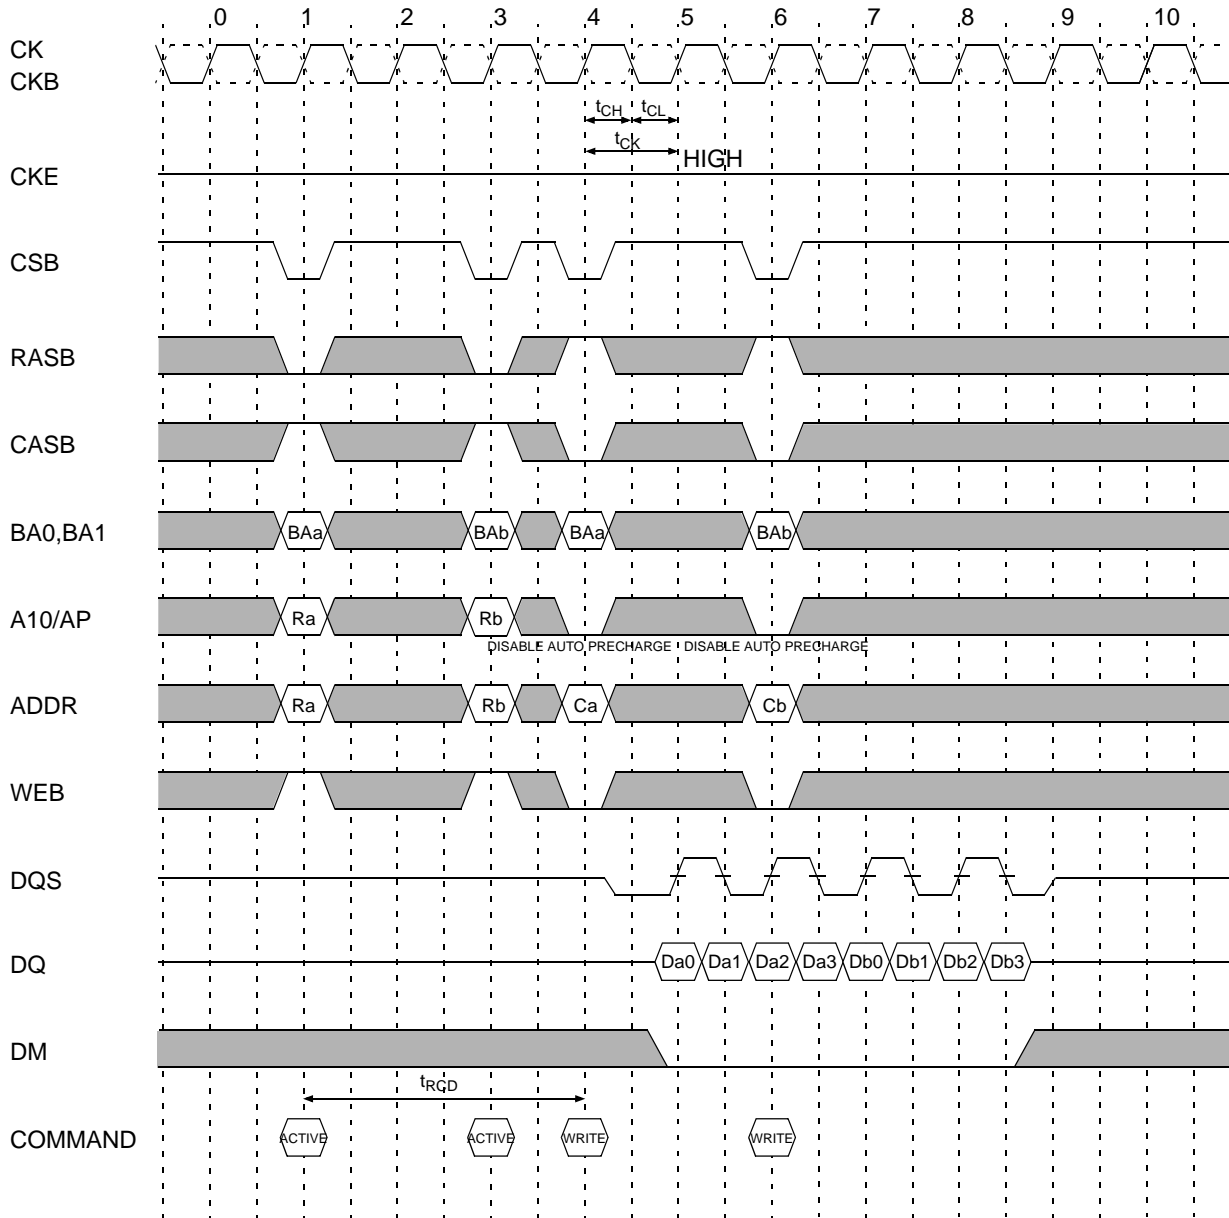 0 1 2 3 4 5 6 7 8 9 10
CK
CKB
tCH tCL
tCK
HIGH
CKE
CSB
RASB
CASB
BA0,BA1 BAa BAb BAa BAb
A10/AP Ra Rb
DISABLE AUTO PRECHARGE DISABLE AUTO PRECHARGE
ADDR Ra Rb Ca Cb
WEB
DQS
DQ Da0 Da1 Da2 Da3 Db0 Db1 Db2 Db3
DM
tRCD
COMMAND ACTIVE ACTIVE WRITE WRITE